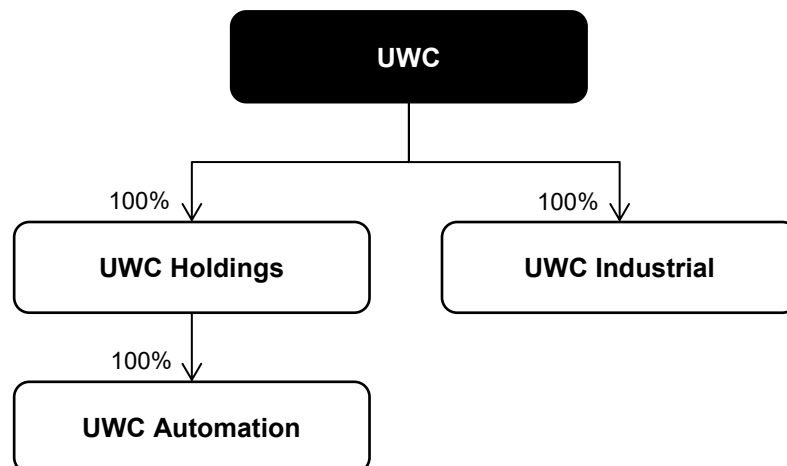 UWC
100%
100%
UWC Holdings
UWC Industrial
100%
UWC Automation